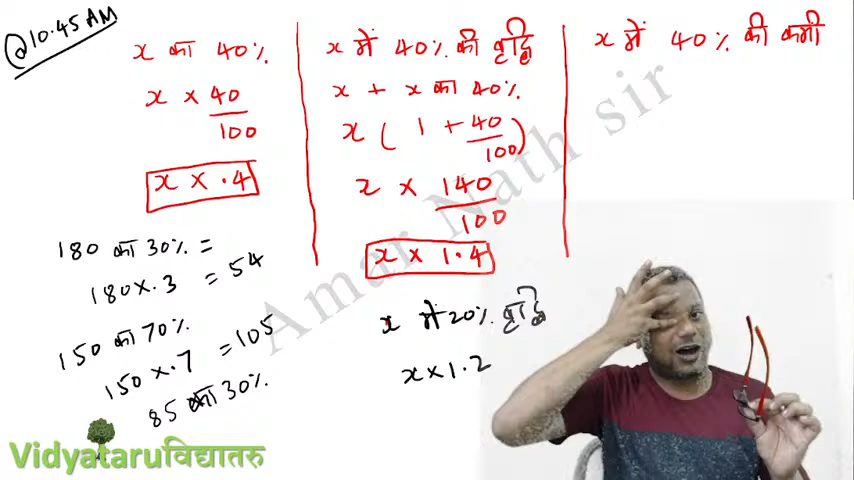 @10.45 AM
x का 40%
x × 40
100
x × .4
180 का 30% =
180×.3 = 54
150 का 70%
150 × .7 = 105
85 का 30%
x में 40% की वृद्धि
x + x का 40%
x ( 1 + 40
100 )
x × 140
100
x × 1.4
x में 20% वृद्धि
x × 1.2
x में 40% की कमी
Amar Nath sir
Vidyataruविद्यातरु